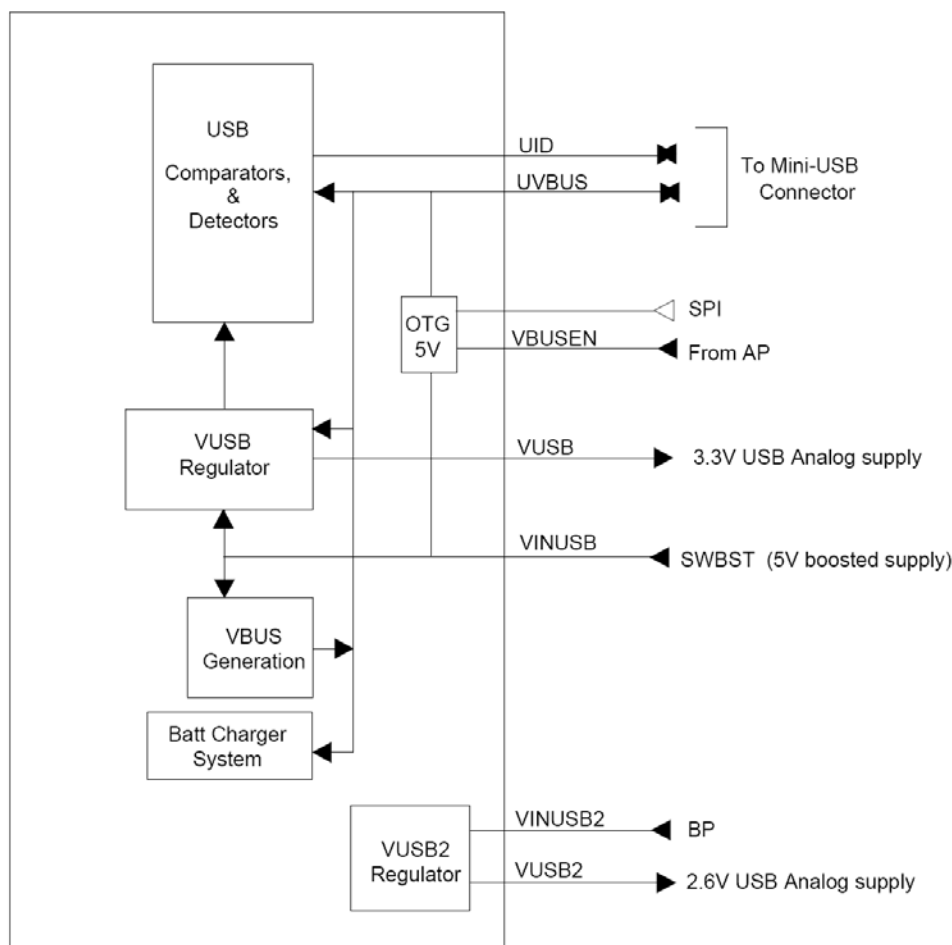 USB
Comparators,
&
Detectors
UID
UVBUS
To Mini-USB
Connector
OTG
5V
SPI
VBUSEN
From AP
VUSB
Regulator
VUSB
3.3V USB Analog supply
VINUSB
SWBST (5V boosted supply)
VBUS
Generation
Batt Charger
System
VUSB2
Regulator
VINUSB2
BP
VUSB2
2.6V USB Analog supply